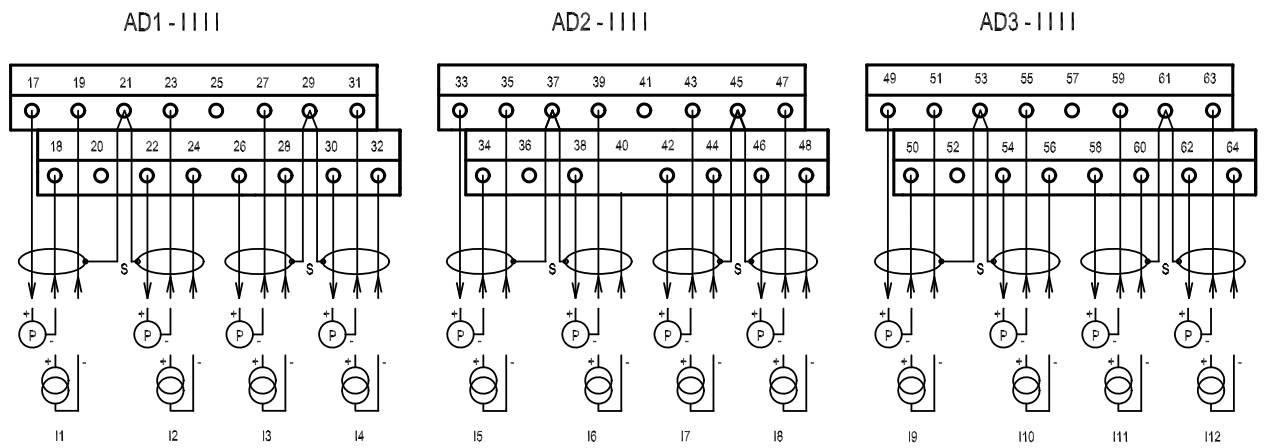 AD1 - I I I I AD2 - I I I I AD3 - I I I I
17 19 21 23 25 27 29 31 33 35 37 39 41 43 45 47 49 51 53 55 57 59 61 63
18 20 22 24 26 28 30 32 34 36 38 40 42 44 46 48 50 52 54 56 58 60 62 64
S S S S S S
+ + + + + + + + + + + +
P - P - P - P - P - P - P - P - P - P - P - P -
+ - + - + - + - + - + - + - + - + - + - + - + -
I1 I2 I3 I4 I5 I6 I7 I8 I9 I10 I11 I12